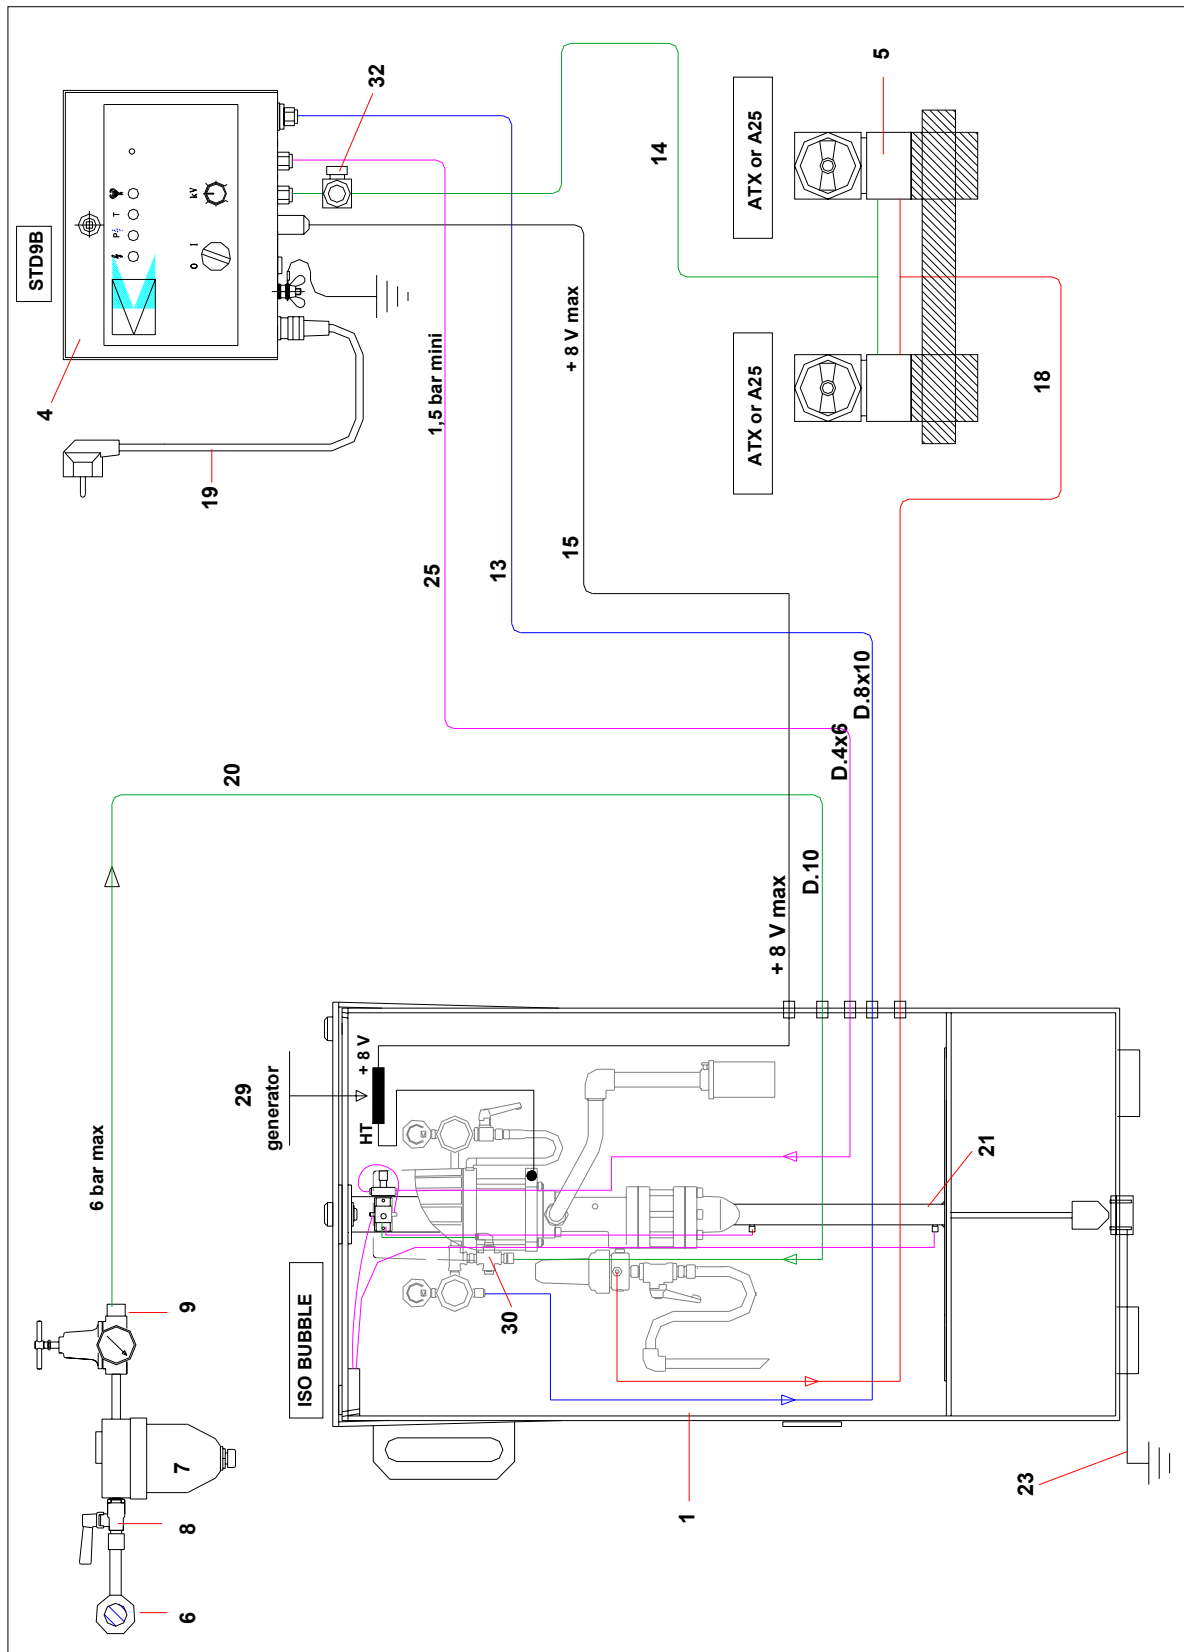 STD9B
4
19
P
T
kV
O
I
32
14
ATX or A25
5
ATX or A25
18
1,5 bar mini
+ 8 V max
25
13
15
20
D.4x6
D.8x10
D.10
+ 8 V max
6 bar max
29
generator
+ 8 V
HT
ISO BUBBLE
30
21
1
23
9
7
8
6